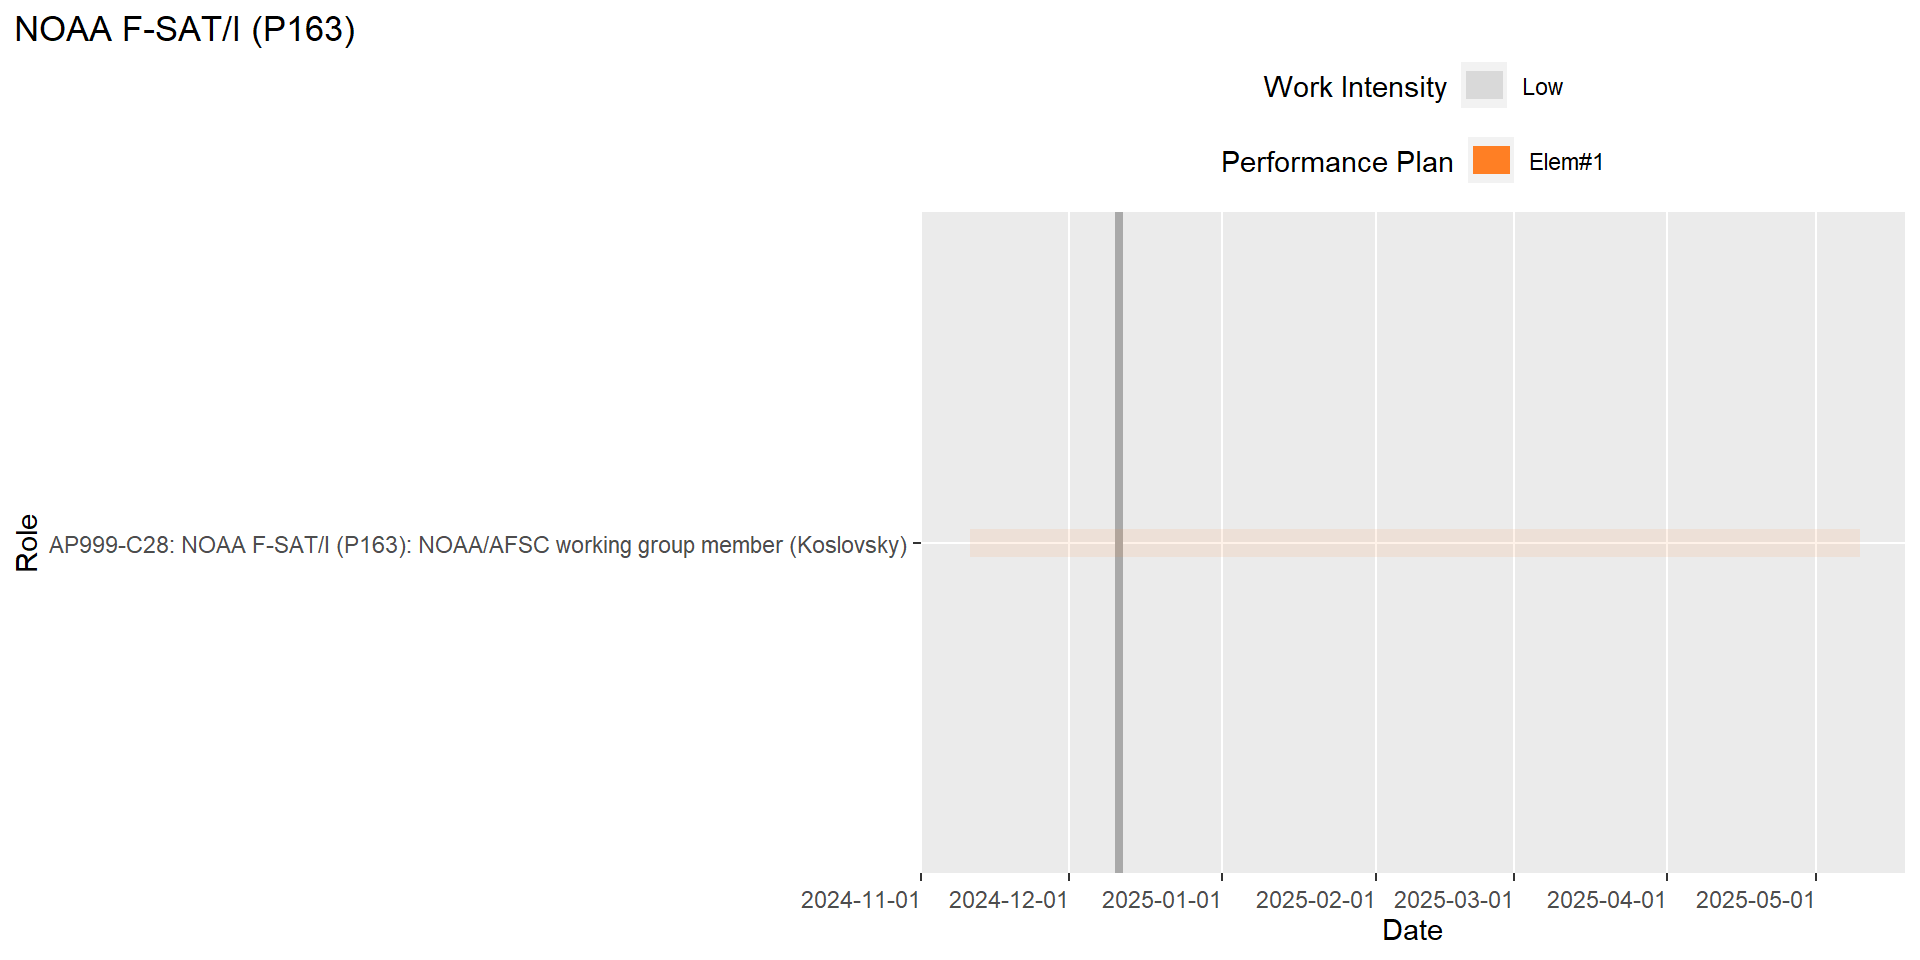 NOAA F-SAT/I (P163)
Work Intensity Low
Performance Plan Elem#1
Role
AP999-C28: NOAA F-SAT/I (P163): NOAA/AFSC working group member (Koslovsky)
2024-11-01 2024-12-01 2025-01-01 2025-02-01 2025-03-01 2025-04-01 2025-05-01
Date